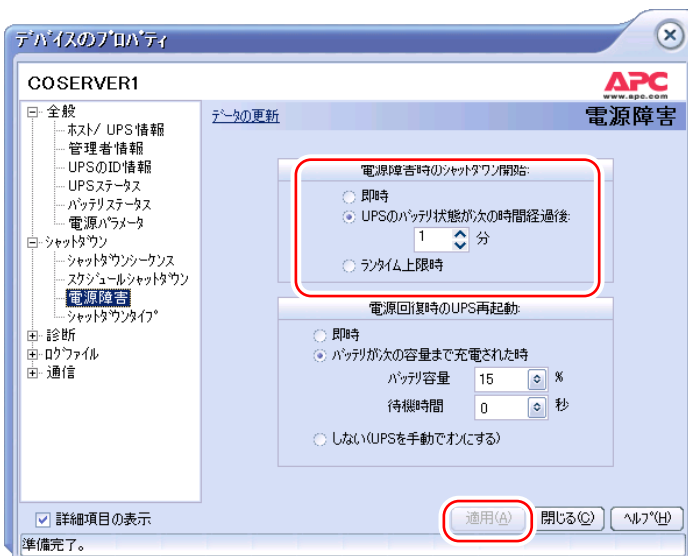 デバイスのプロパティ
COSERVER1
APC
www.apc.com
データの更新
電源障害
全般
ホスト/ UPS情報
管理者情報
UPSのID情報
UPSステータス
バッテリステータス
電源パラメータ
シャットダウン
シャットダウンシーケンス
スケジュールシャットダウン
電源障害
シャットダウンタイプ
診断
ログファイル
通信
電源障害時のシャットダウン開始:
即時
UPSのバッテリ状態が次の時間経過後:
1 分
ランタイム上限時
電源回復時のUPS再起動:
即時
バッテリが次の容量まで充電された時
バッテリ容量 15 %
待機時間 0 秒
しない(UPSを手動でオンにする)
詳細項目の表示
適用(A) 閉じる(C) ヘルプ(H)
準備完了。